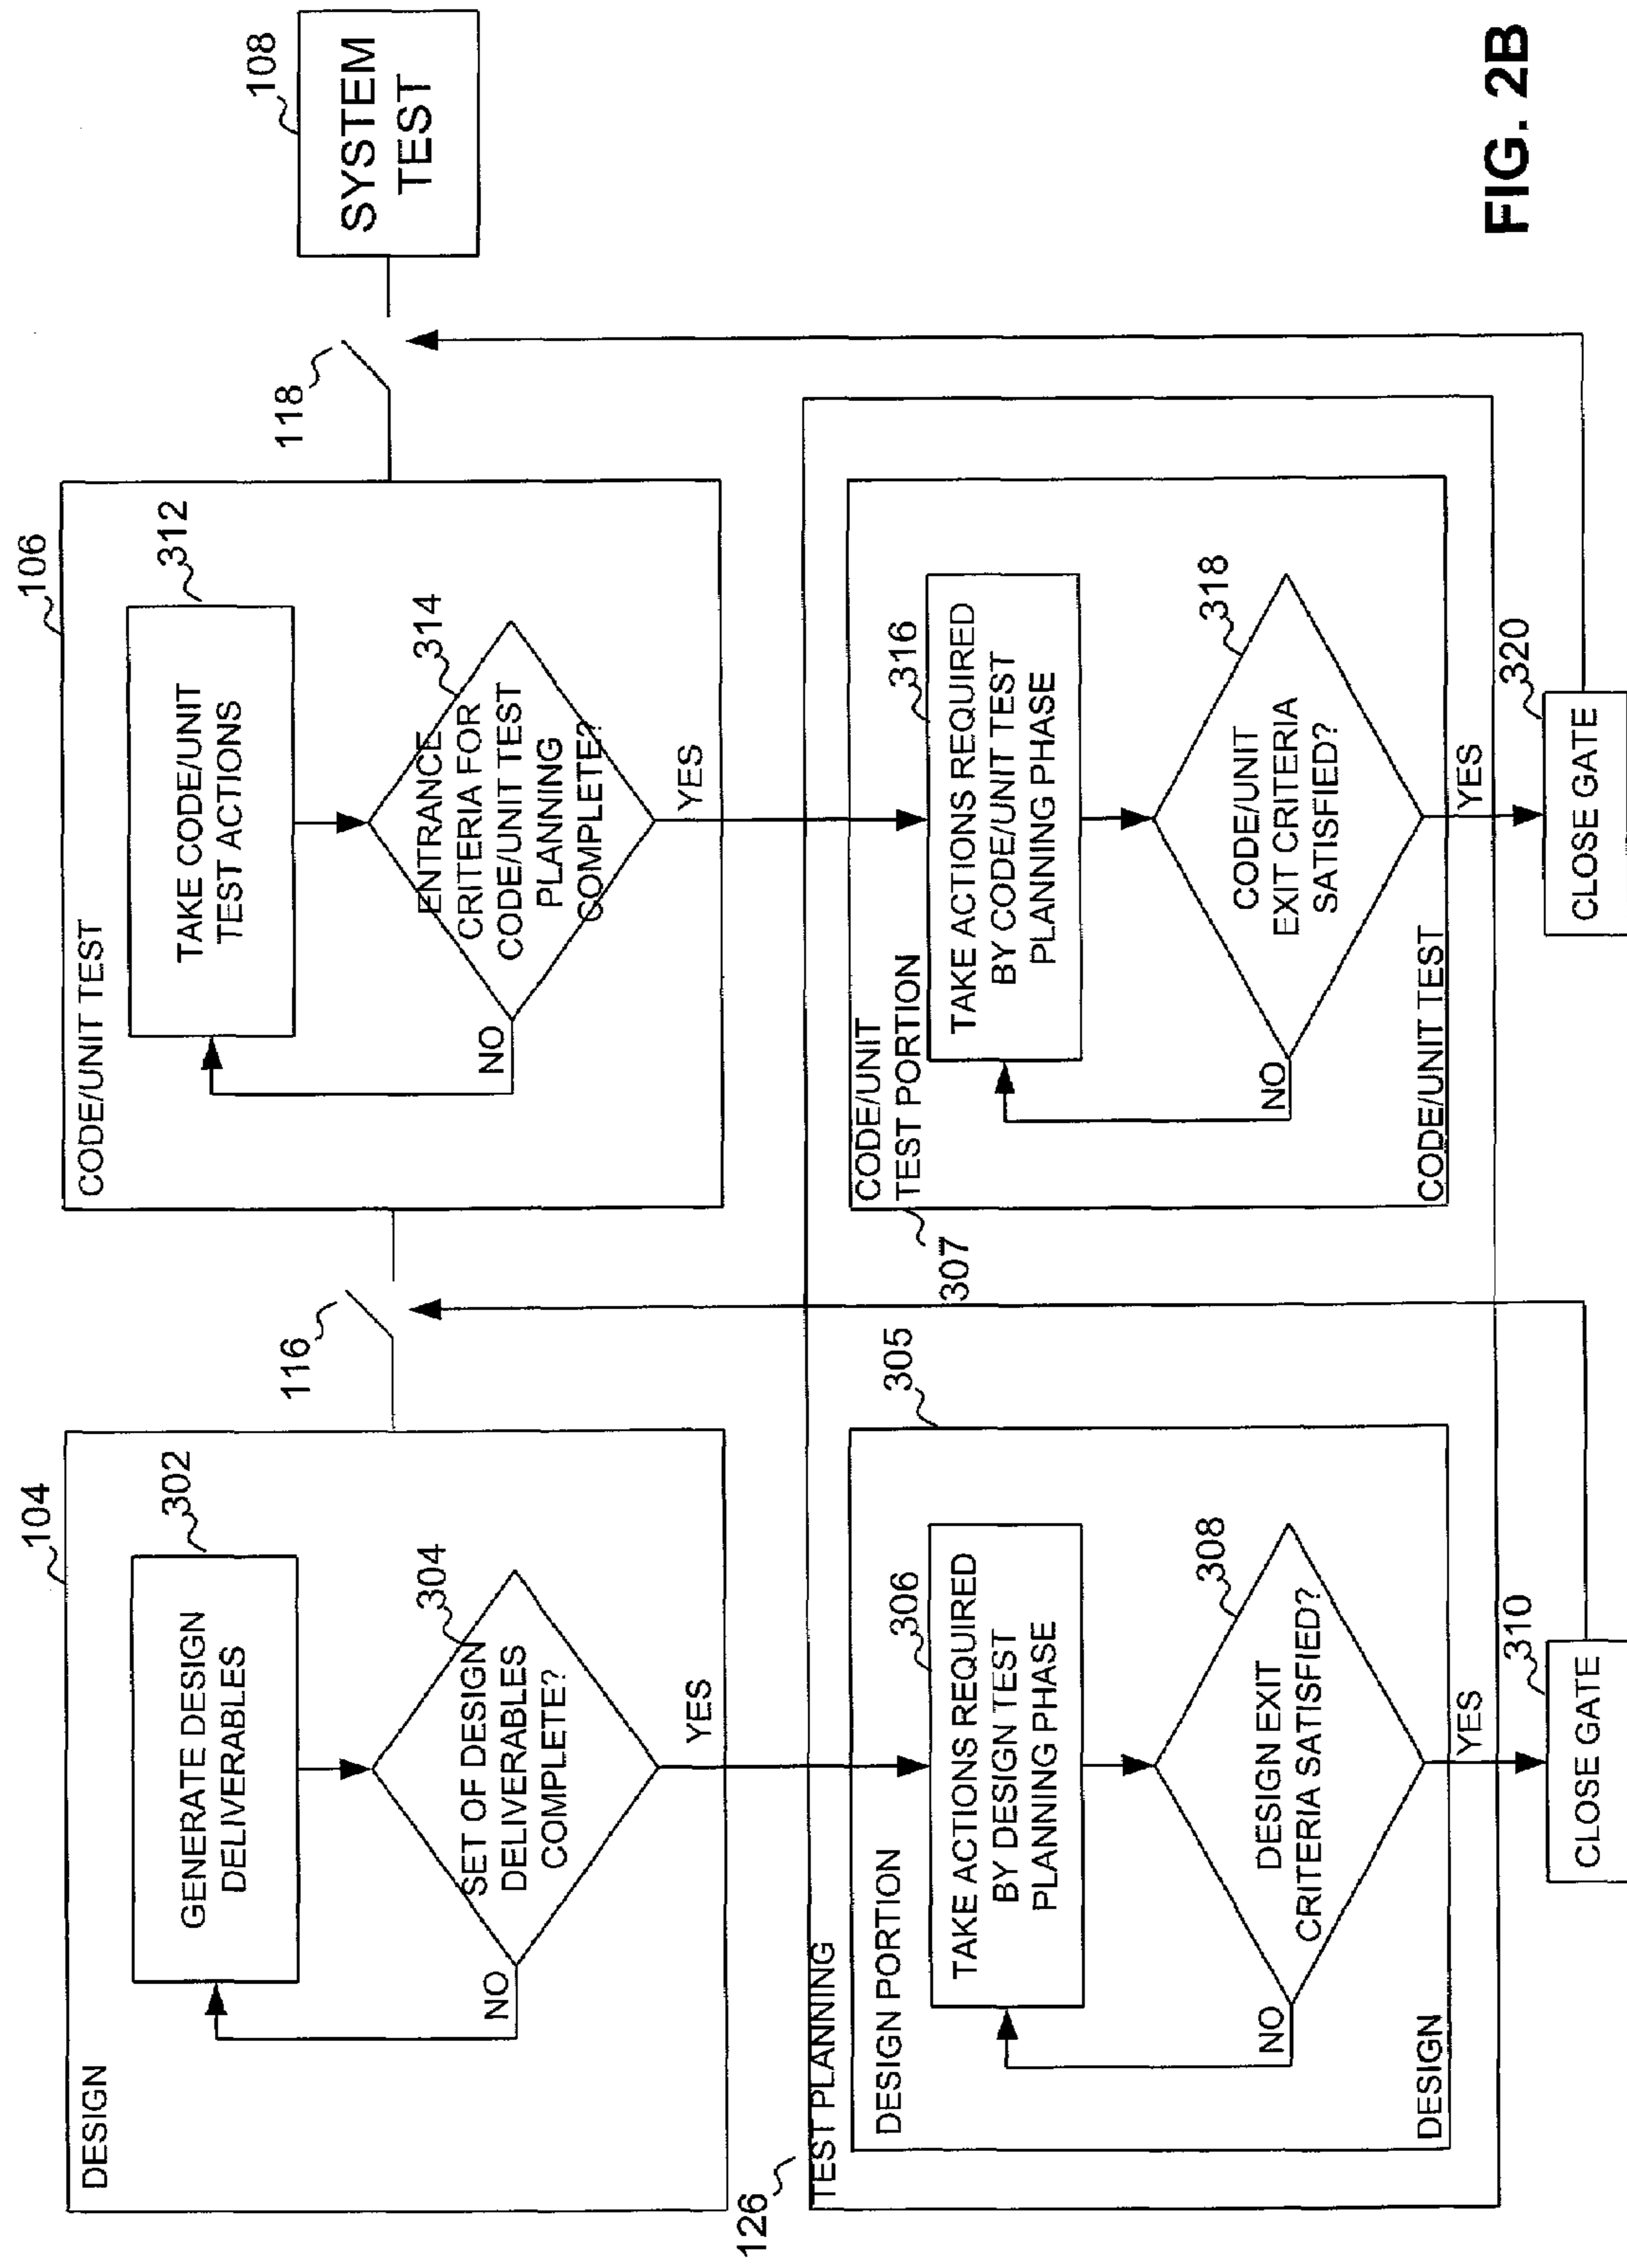 104
DESIGN
302
GENERATE DESIGN
DELIVERABLES
304
SET OF DESIGN
DELIVERABLES
COMPLETE?
NO
YES
116
106
CODE/UNIT TEST
312
TAKE CODE/UNIT
TEST ACTIONS
314
ENTRANCE
CRITERIA FOR
CODE/UNIT TEST
PLANNING
COMPLETE?
NO
YES
118
108
SYSTEM
TEST
126
TEST PLANNING
305
DESIGN PORTION
306
TAKE ACTIONS REQUIRED
BY DESIGN TEST
PLANNING PHASE
308
DESIGN EXIT
CRITERIA SATISFIED?
NO
DESIGN
YES
310
CLOSE GATE
307
CODE/UNIT
TEST PORTION
316
TAKE ACTIONS REQUIRED
BY CODE/UNIT TEST
PLANNING PHASE
318
CODE/UNIT
EXIT CRITERIA
SATISFIED?
NO
CODE/UNIT TEST
YES
320
CLOSE GATE
FIG. 2B